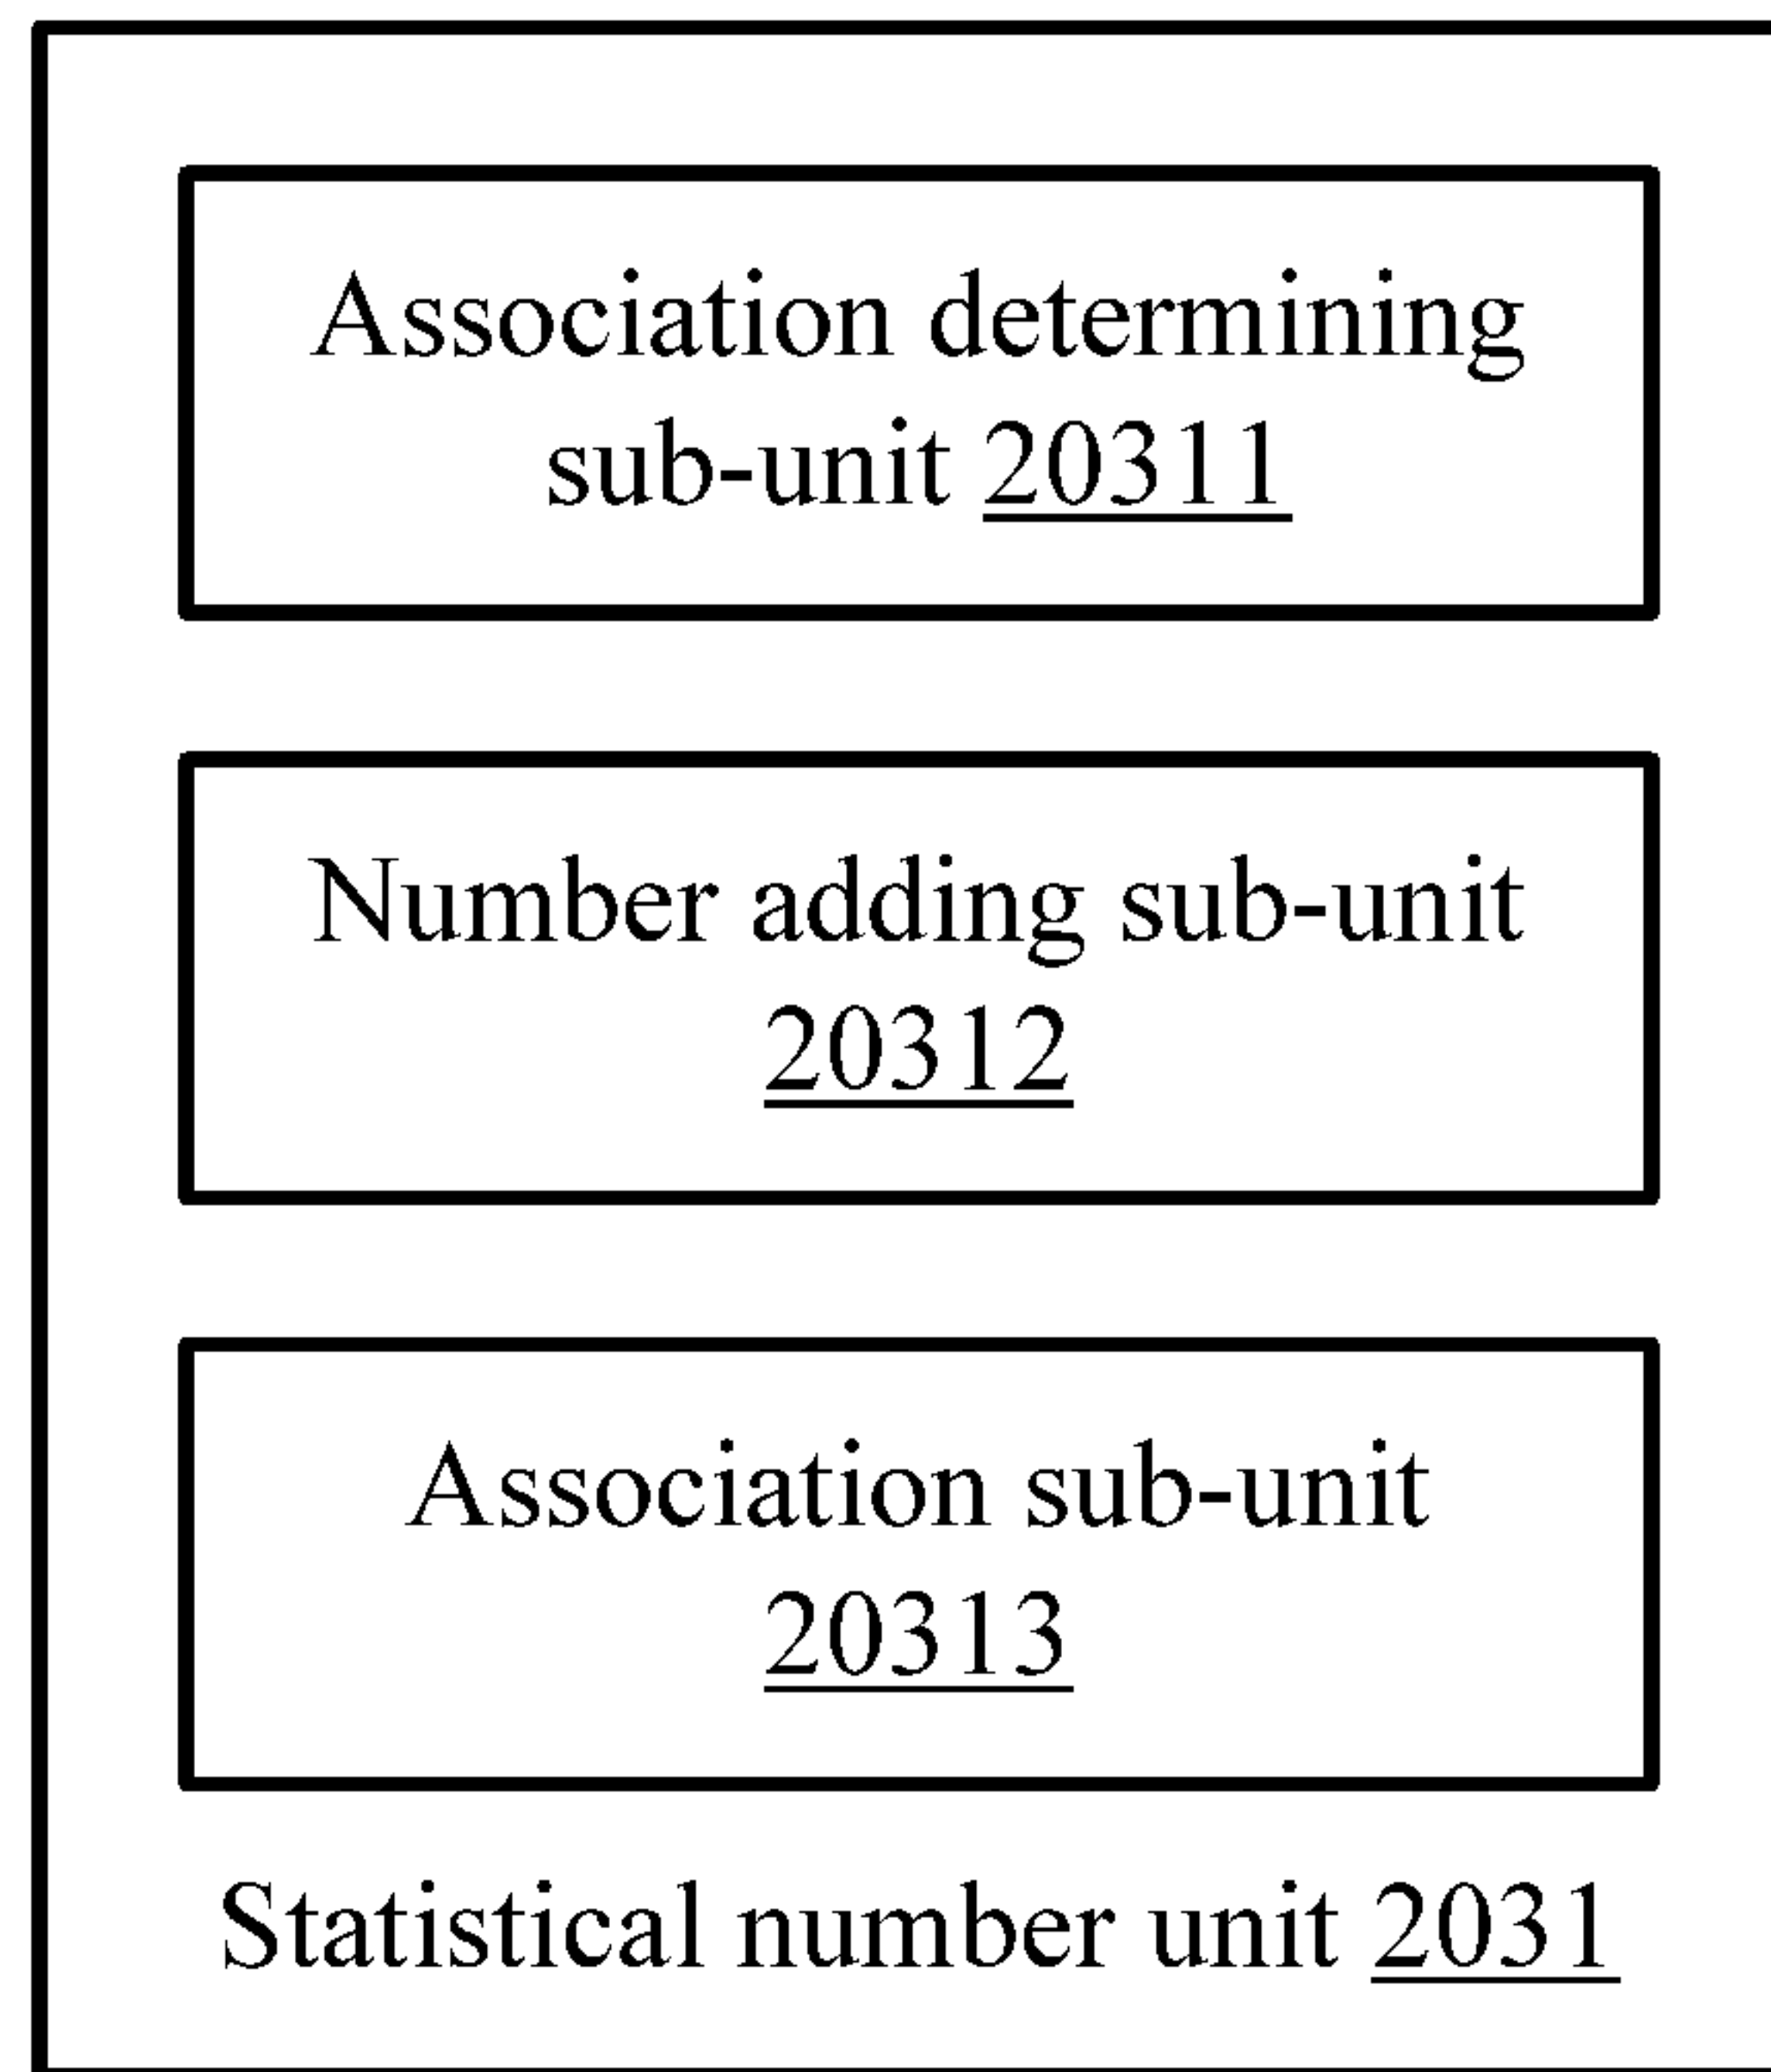 Association determining
sub-unit 20311
Number adding sub-unit
20312
Association sub-unit
20313
Statistical number unit 2031